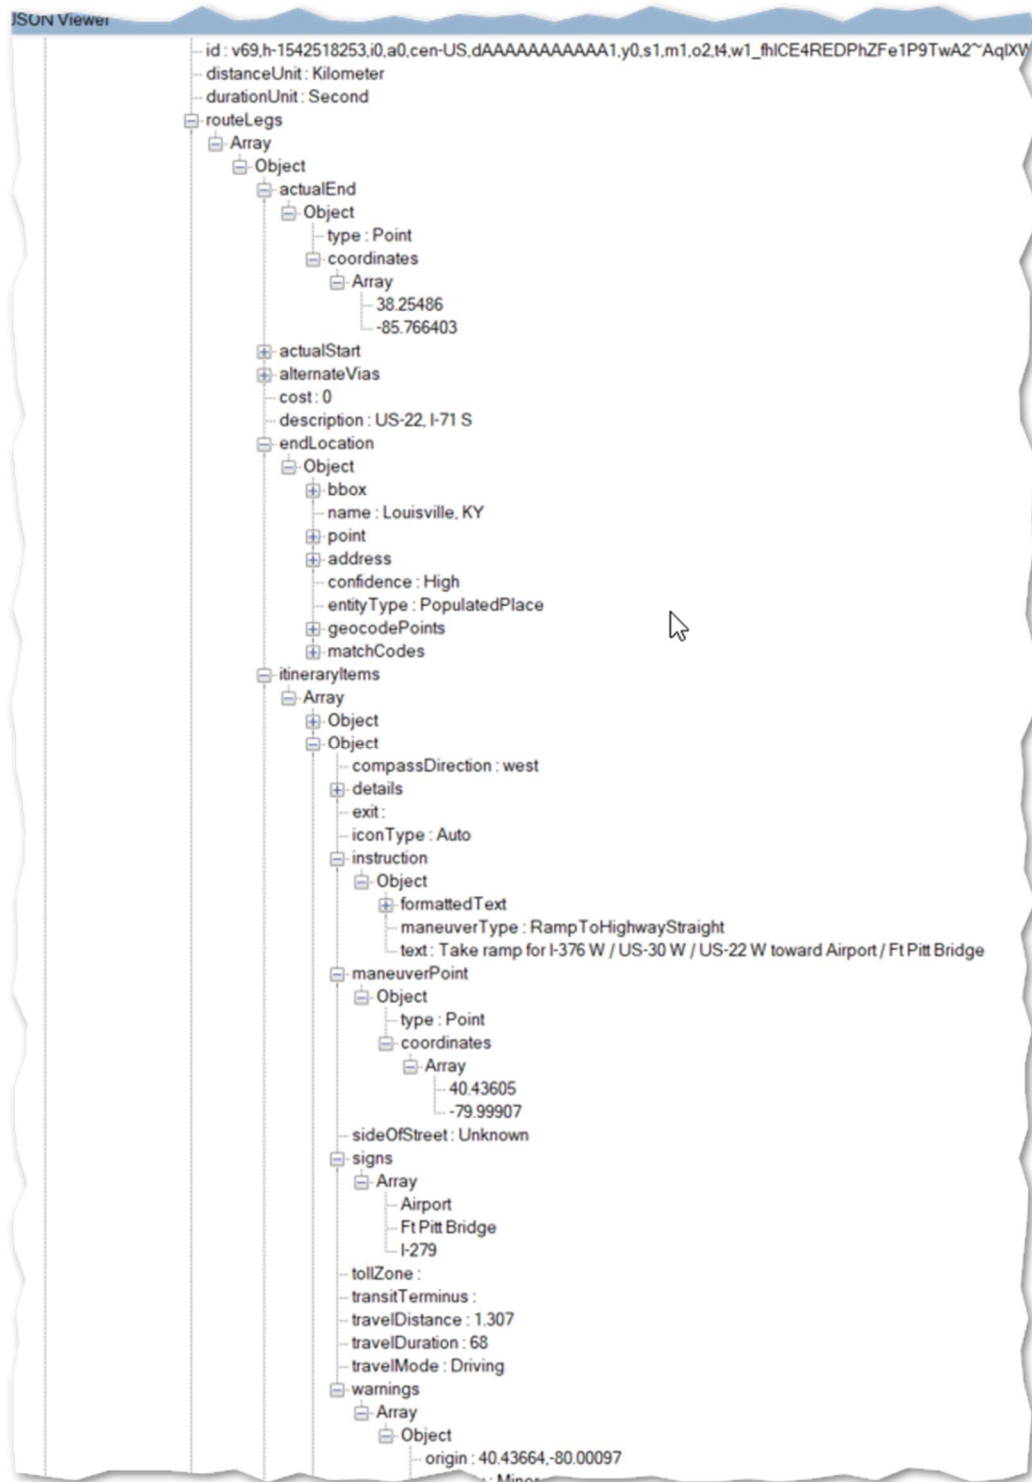 JSON Viewer
id : v69,h-1542518253,i0,a0,cen-US,dAAAAAAAAAAA1,y0,s1,m1,o2,t4,w1_fhlCE4REDPhZFe1P9TwA2~AqlXW
distanceUnit : Kilometer
durationUnit : Second
routeLegs
Array
Object
actualEnd
Object
type : Point
coordinates
Array
38.25486
-85.766403
actualStart
alternateVias
cost : 0
description : US-22, I-71 S
endLocation
Object
bbox
name : Louisville, KY
point
address
confidence : High
entityType : PopulatedPlace
geocodePoints
matchCodes
itineraryItems
Array
Object
Object
compassDirection : west
details
exit :
iconType : Auto
instruction
Object
formattedText
maneuverType : RampToHighwayStraight
text : Take ramp for I-376 W / US-30 W / US-22 W toward Airport / Ft Pitt Bridge
maneuverPoint
Object
type : Point
coordinates
Array
40.43605
-79.99907
sideOfStreet : Unknown
signs
Array
Airport
Ft Pitt Bridge
I-279
tollZone :
transitTerminus :
travelDistance : 1.307
travelDuration : 68
travelMode : Driving
warnings
Array
Object
origin : 40.43664,-80.00097
: Minor